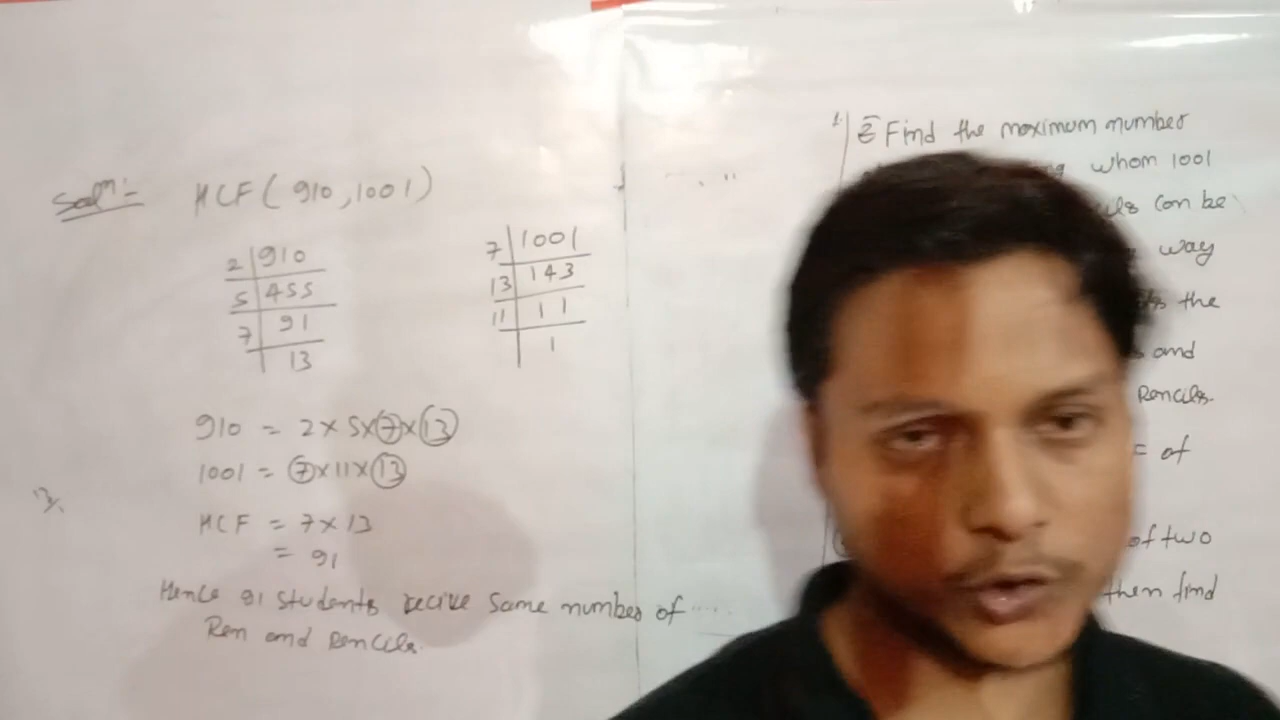 Solⁿ:-
HCF(910,1001)
2 910
5 455
7 91
13
7 1001
13 143
11 11
1
910 = 2×5×7×13
1001 = 7×11×13
HCF = 7×13
= 91
Hence 91 students recive same number of .....
Pen and Pencils.
1. Find the maximum number
whom 1001
can be
way
the
and
Pencils.
= of
of two
then find